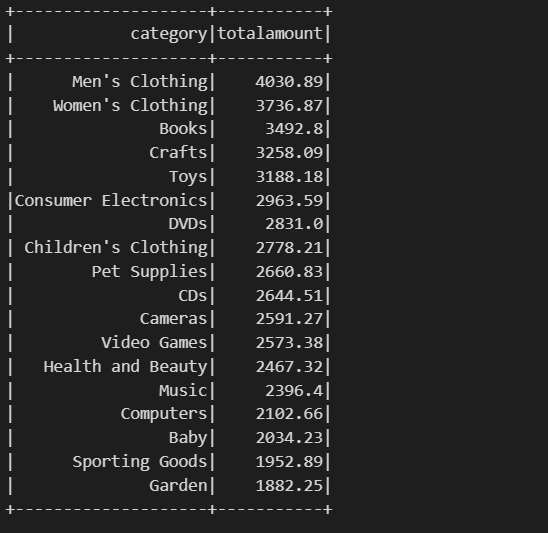 +--------------------+-----------+
|            category|totalamount|
+--------------------+-----------+
|      Men's Clothing|    4030.89|
|    Women's Clothing|    3736.87|
|               Books|     3492.8|
|              Crafts|    3258.09|
|                Toys|    3188.18|
|Consumer Electronics|    2963.59|
|                DVDs|     2831.0|
| Children's Clothing|    2778.21|
|        Pet Supplies|    2660.83|
|                 CDs|    2644.51|
|             Cameras|    2591.27|
|         Video Games|    2573.38|
|   Health and Beauty|    2467.32|
|               Music|     2396.4|
|           Computers|    2102.66|
|                Baby|    2034.23|
|      Sporting Goods|    1952.89|
|              Garden|    1882.25|
+--------------------+-----------+